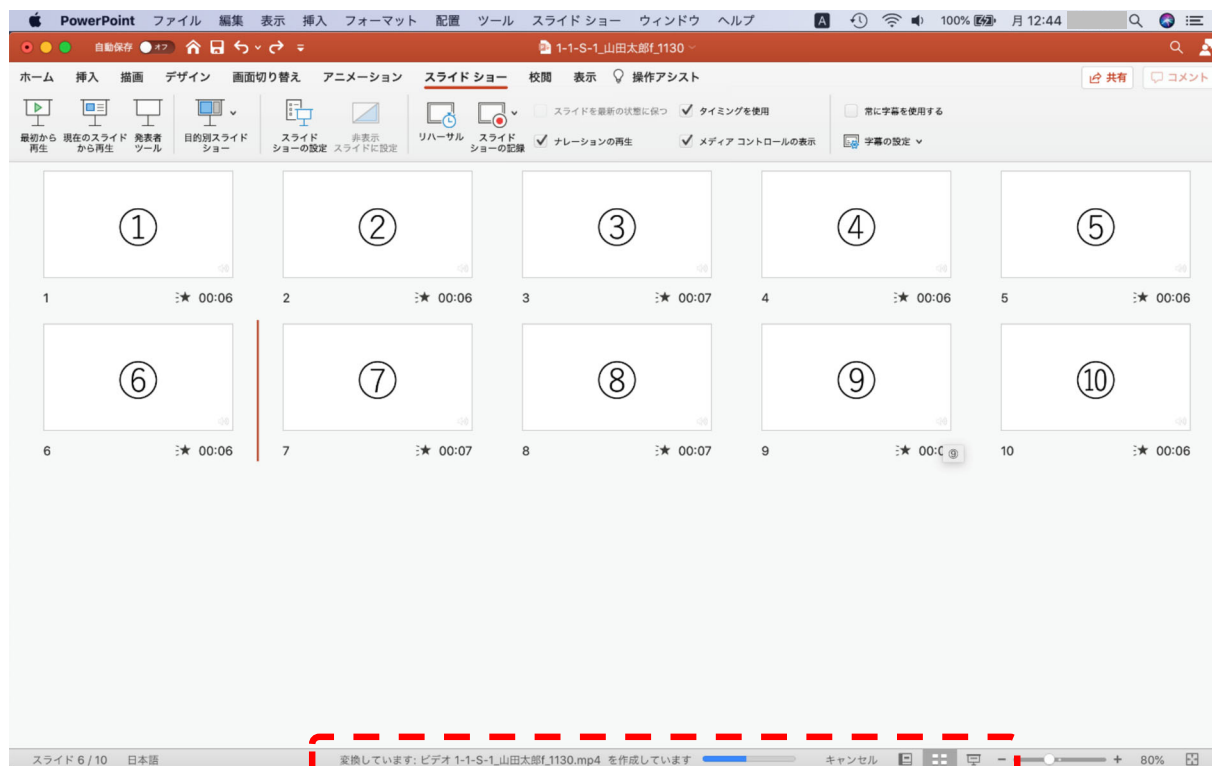 PowerPoint ファイル 編集 表示 挿入 フォーマット 配置 ツール スライド ショー ウィンドウ ヘルプ A 100% 月 12:44
自動保存 オフ 1-1-S-1_山田太郎f_1130
ホーム 挿入 描画 デザイン 画面切り替え アニメーション スライド ショー 校閲 表示 操作アシスト 共有 コメント
最初から
再生
現在のスライド
から再生
発表者
ツール
目的別スライド
ショー
スライド
ショーの設定
非表示
スライドに設定
リハーサル
スライド
ショーの記録
スライドを最新の状態に保つ
タイミングを使用
常に字幕を使用する
ナレーションの再生
メディア コントロールの表示
字幕の設定
① ② ③ ④ ⑤
1 00:06 2 00:06 3 00:07 4 00:06 5 00:06
⑥ ⑦ ⑧ ⑨ ⑩
6 00:06 7 00:07 8 00:07 9 ⑨ 10 00:06
スライド 6 / 10 日本語 変換しています: ビデオ 1-1-S-1_山田太郎f_1130.mp4 を作成しています キャンセル 80%